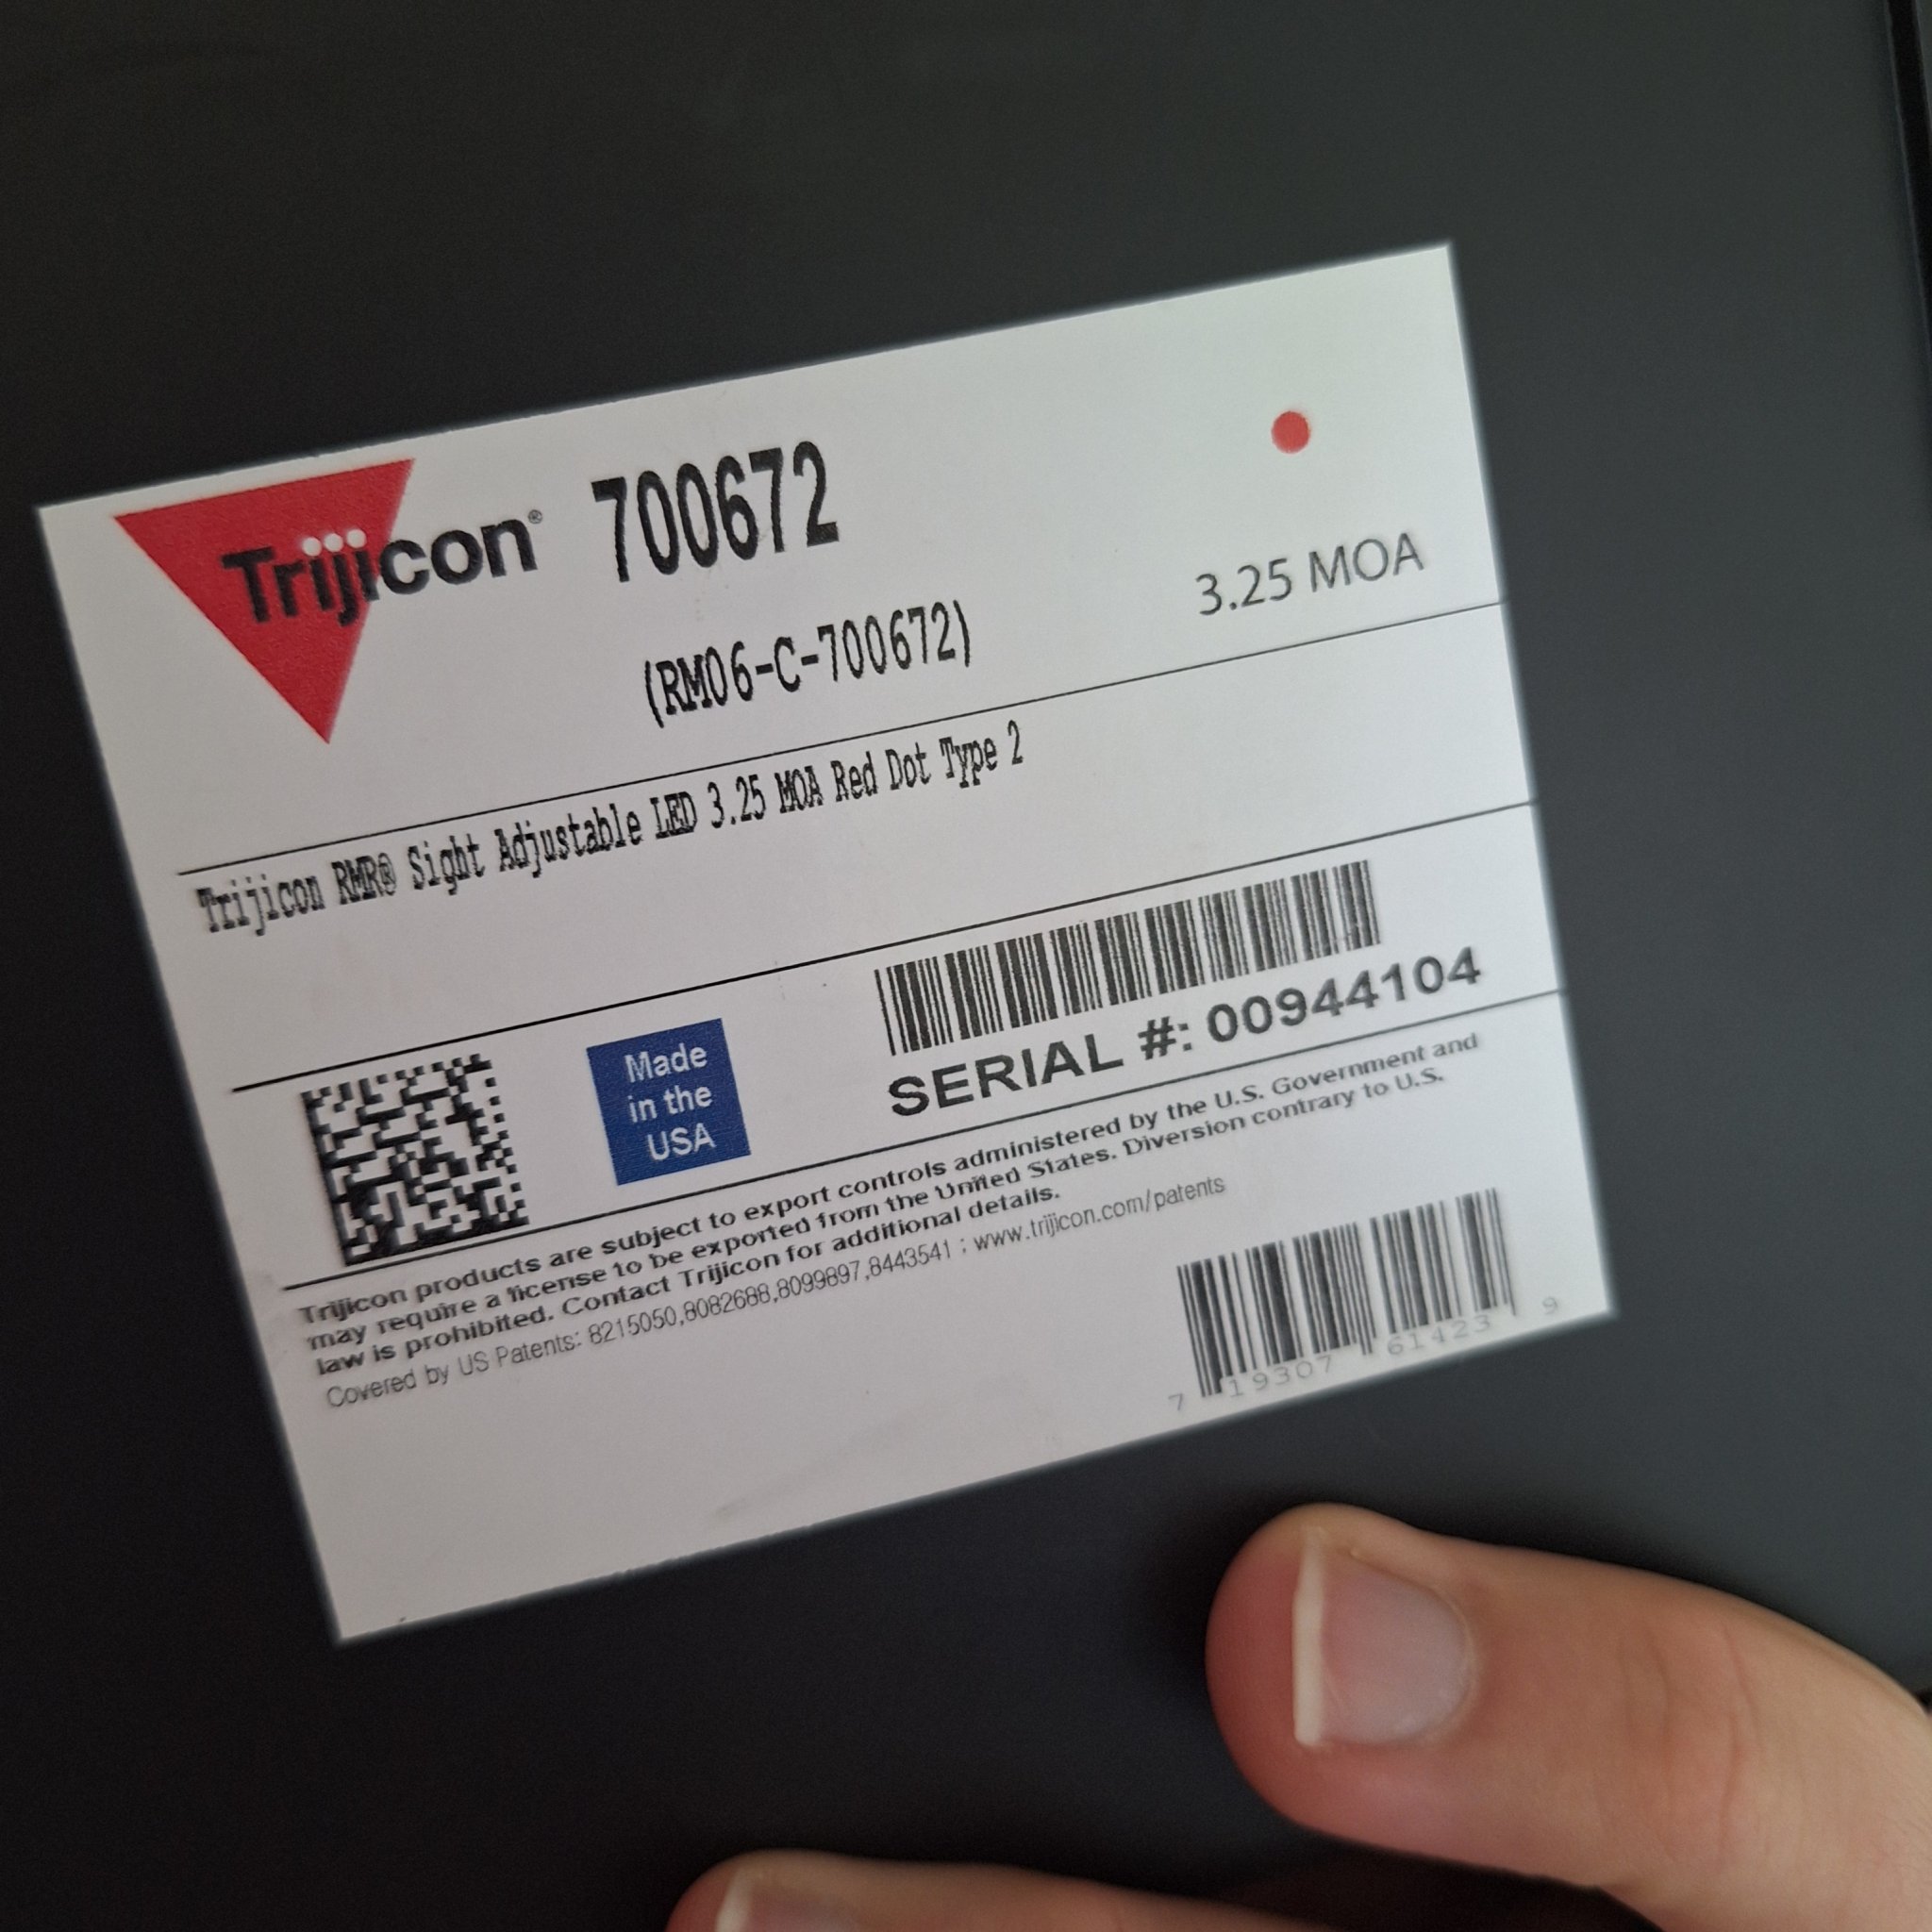 Trijicon® 700672
(RM06-C-700672)
3.25 MOA
Trijicon RMR® Sight Adjustable LED 3.25 MOA Red Dot Type 2
Made
in the
USA
SERIAL #: 00944104
Trijicon products are subject to export controls administered by the U.S. Government and
may require a license to be exported from the United States. Diversion contrary to U.S.
law is prohibited. Contact Trijicon for additional details.
Covered by US Patents: 8215050,8082688,8099897,8443541 ; www.trijicon.com/patents
7 19307 61423 9